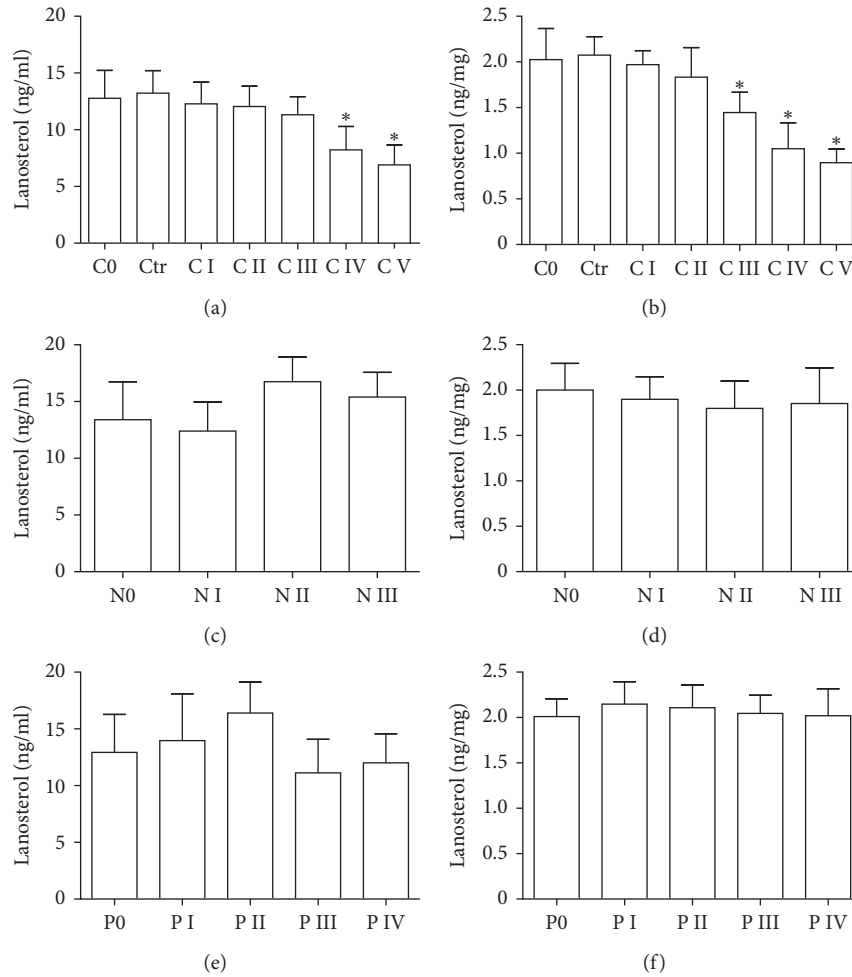 Lanosterol (ng/ml)
20
15
10
5
0
*
*
C0 Ctr C I C II C III C IV C V
(a)
Lanosterol (ng/mg)
2.5
2.0
1.5
1.0
0.5
0
*
*
*
C0 Ctr C I C II C III C IV C V
(b)
Lanosterol (ng/ml)
20
15
10
5
0
N0 N I N II N III
(c)
Lanosterol (ng/mg)
2.5
2.0
1.5
1.0
0.5
0
N0 N I N II N III
(d)
Lanosterol (ng/ml)
20
15
10
5
0
P0 P I P II P III P IV
(e)
Lanosterol (ng/mg)
2.5
2.0
1.5
1.0
0.5
0
P0 P I P II P III P IV
(f)